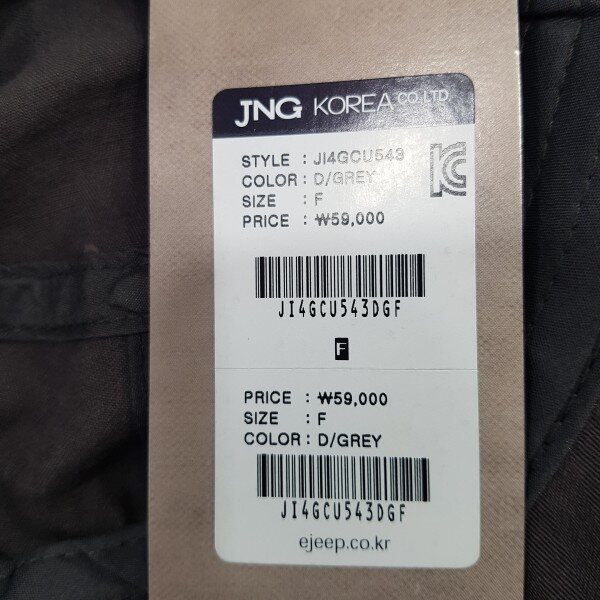 JNG KOREA CO.,LTD.
STYLE : JI4GCU543
COLOR : D/GREY
SIZE : F
PRICE : ₩59,000
JI4GCU543DGF
F
PRICE : ₩59,000
SIZE : F
COLOR : D/GREY
JI4GCU543DGF
ejeep.co.kr